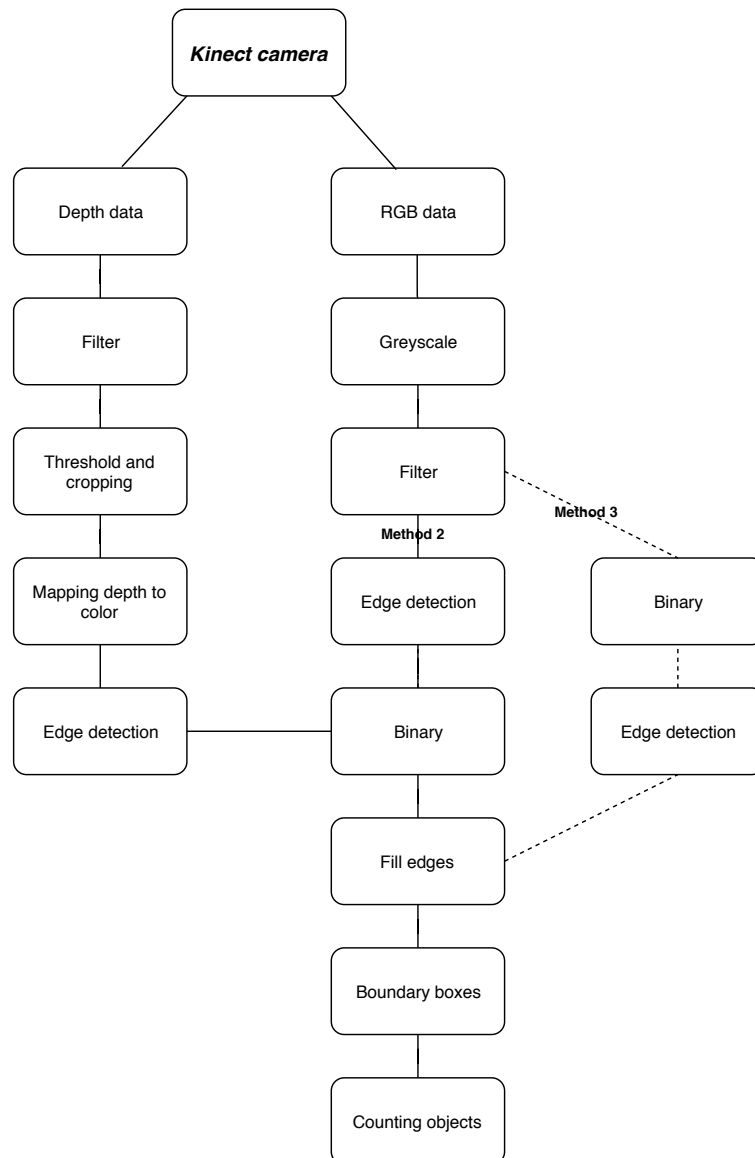 Kinect camera
Depth data
RGB data
Filter
Greyscale
Threshold and
cropping
Filter
Method 3
Method 2
Mapping depth to
color
Edge detection
Binary
Edge detection
Binary
Edge detection
Fill edges
Boundary boxes
Counting objects